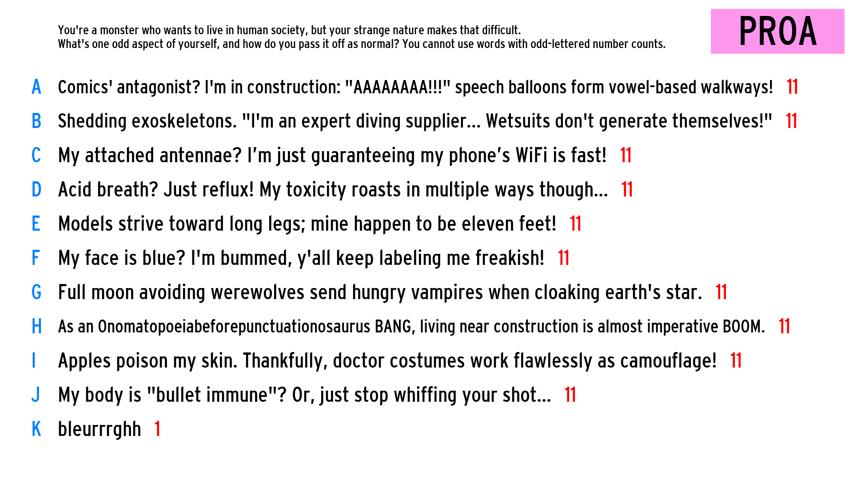 You're a monster who wants to live in human society, but your strange nature makes that difficult.
What's one odd aspect of yourself, and how do you pass it off as normal? You cannot use words with odd-lettered number counts.
PROA
A Comics' antagonist? I'm in construction: "AAAAAAAA!!!" speech balloons form vowel-based walkways! 11
B Shedding exoskeletons. "I'm an expert diving supplier... Wetsuits don't generate themselves!" 11
C My attached antennae? I’m just guaranteeing my phone’s WiFi is fast! 11
D Acid breath? Just reflux! My toxicity roasts in multiple ways though... 11
E Models strive toward long legs; mine happen to be eleven feet! 11
F My face is blue? I'm bummed, y'all keep labeling me freakish! 11
G Full moon avoiding werewolves send hungry vampires when cloaking earth's star. 11
H As an Onomatopoeiabeforepunctuationosaurus BANG, living near construction is almost imperative BOOM. 11
I Apples poison my skin. Thankfully, doctor costumes work flawlessly as camouflage! 11
J My body is "bullet immune"? Or, just stop whiffing your shot... 11
K bleurrrghh 1